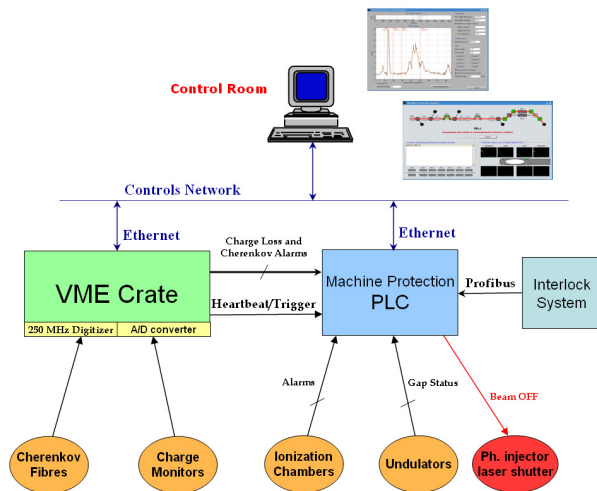 Control Room
Controls Network
Ethernet
Ethernet
Charge Loss and
Cherenkov Alarms
VME Crate
Machine Protection
PLC
Profibus
Interlock
System
Heartbeat/Trigger
250 MHz Digitizer
A/D converter
Alarms
Gap Status
Beam OFF
Cherenkov
Fibres
Charge
Monitors
Ionization
Chambers
Undulators
Ph. injector
laser shutter